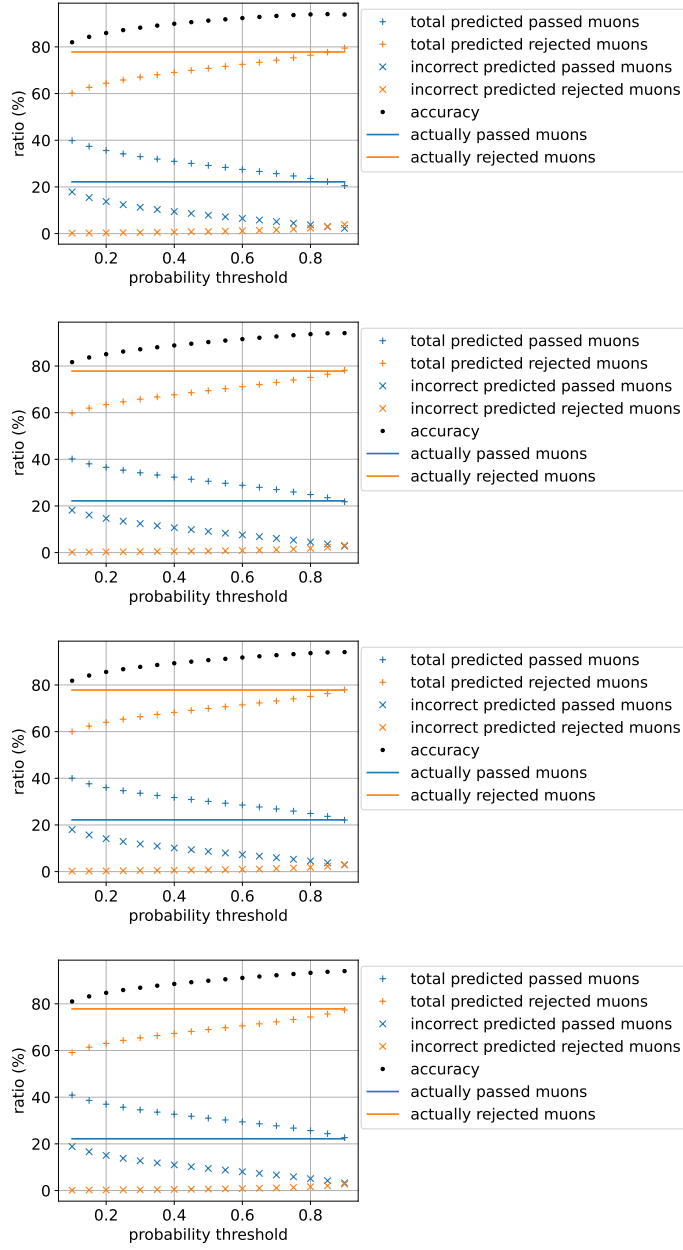 80
60
40
20
0
ratio (%)
0.2 0.4 0.6 0.8
probability threshold
total predicted passed muons
total predicted rejected muons
incorrect predicted passed muons
incorrect predicted rejected muons
accuracy
actually passed muons
actually rejected muons
80
60
40
20
0
ratio (%)
0.2 0.4 0.6 0.8
probability threshold
total predicted passed muons
total predicted rejected muons
incorrect predicted passed muons
incorrect predicted rejected muons
accuracy
actually passed muons
actually rejected muons
80
60
40
20
0
ratio (%)
0.2 0.4 0.6 0.8
probability threshold
total predicted passed muons
total predicted rejected muons
incorrect predicted passed muons
incorrect predicted rejected muons
accuracy
actually passed muons
actually rejected muons
80
60
40
20
0
ratio (%)
0.2 0.4 0.6 0.8
probability threshold
total predicted passed muons
total predicted rejected muons
incorrect predicted passed muons
incorrect predicted rejected muons
accuracy
actually passed muons
actually rejected muons